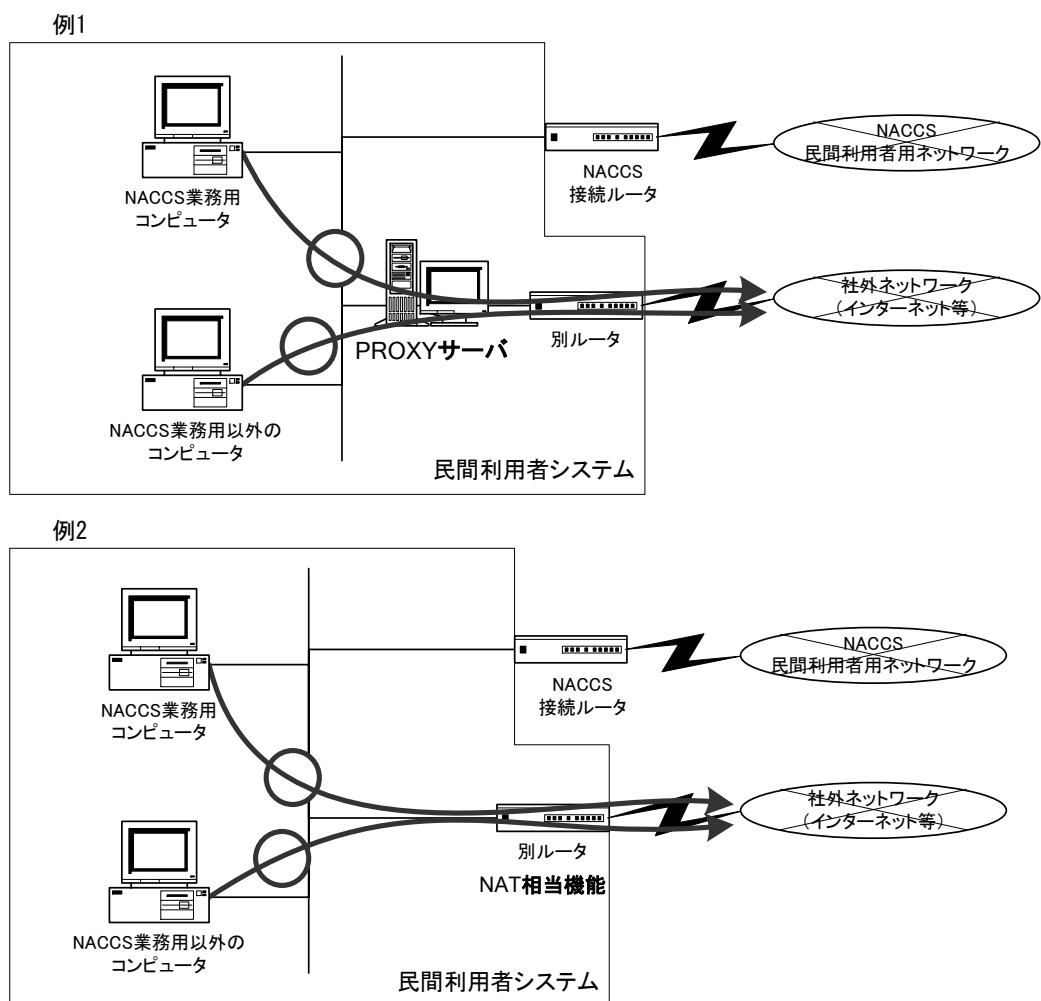 例1
NACCS
民間利用者用ネットワーク
NACCS
接続ルータ
NACCS業務用
コンピュータ
社外ネットワーク
(インターネット等)
別ルータ
PROXYサーバ
NACCS業務用以外の
コンピュータ
民間利用者システム
例2
NACCS
民間利用者用ネットワーク
NACCS
接続ルータ
NACCS業務用
コンピュータ
社外ネットワーク
(インターネット等)
別ルータ
NAT相当機能
NACCS業務用以外の
コンピュータ
民間利用者システム